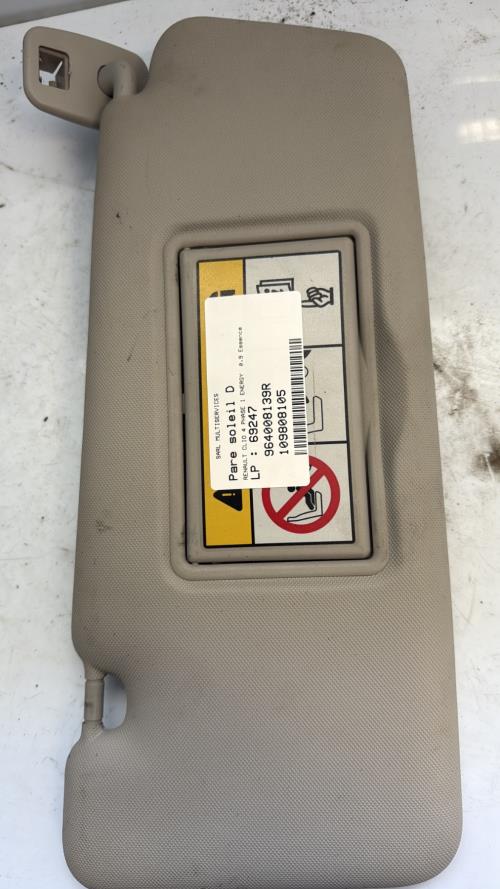 SARL MULTISERVICES
Pare soleil D
RENAULT CLIO 4 PHASE 1 ENERGY 0.9 Essence
LP : 69247
964008139R
109808105